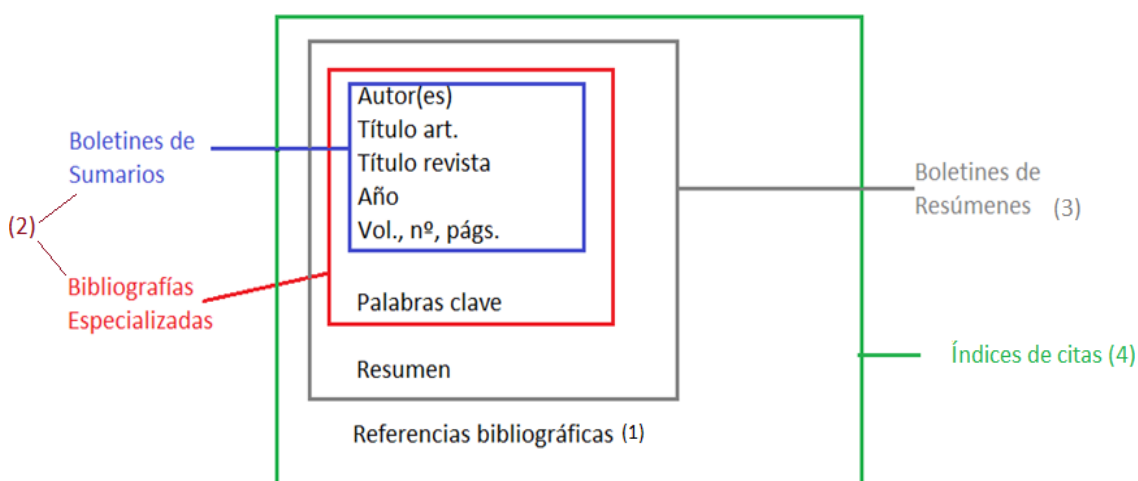 Autor(es)
Título art.
Título revista
Año
Vol., nº, págs.
Palabras clave
Resumen
Referencias bibliográficas (1)
Boletines de
Sumarios
(2)
Bibliografías
Especializadas
Boletines de
Resúmenes (3)
Índices de citas (4)